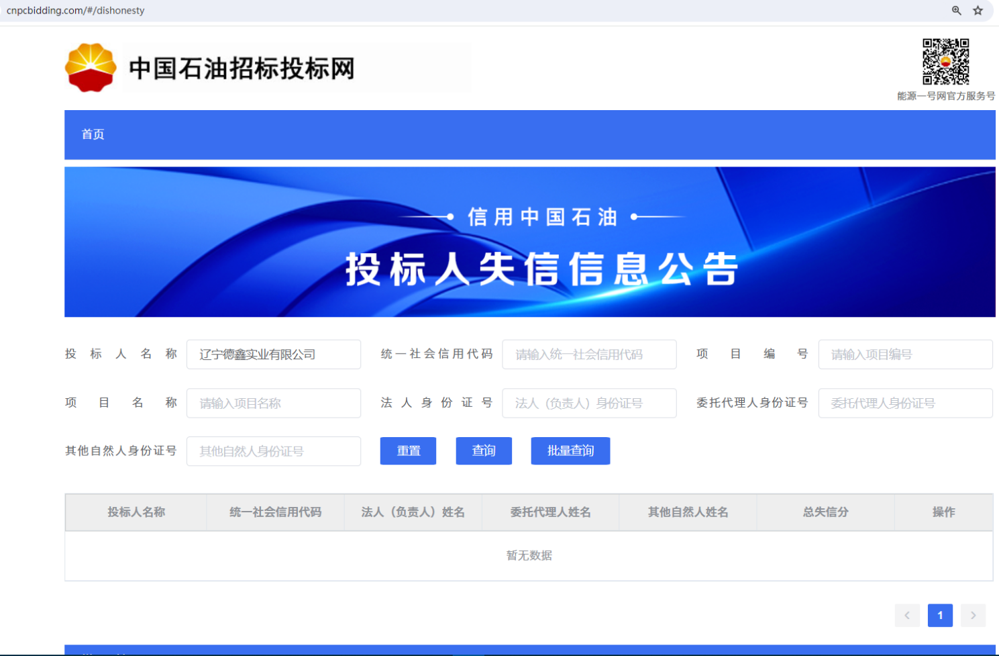 cnpcbidding.com/#/dishonesty
中国石油招标投标网
能源一号网官方服务号
首页
信用中国石油
投标人失信信息公告
投标人名称 辽宁德鑫实业有限公司 统一社会信用代码 请输入统一社会信用代码 项目编号 请输入项目编号
项目名称 请输入项目名称 法人身份证号 法人（负责人）身份证号 委托代理人身份证号 委托代理人身份证号
其他自然人身份证号 其他自然人身份证号 重置 查询 批量查询
投标人名称 统一社会信用代码 法人（负责人）姓名 委托代理人姓名 其他自然人姓名 总失信分 操作
暂无数据
1